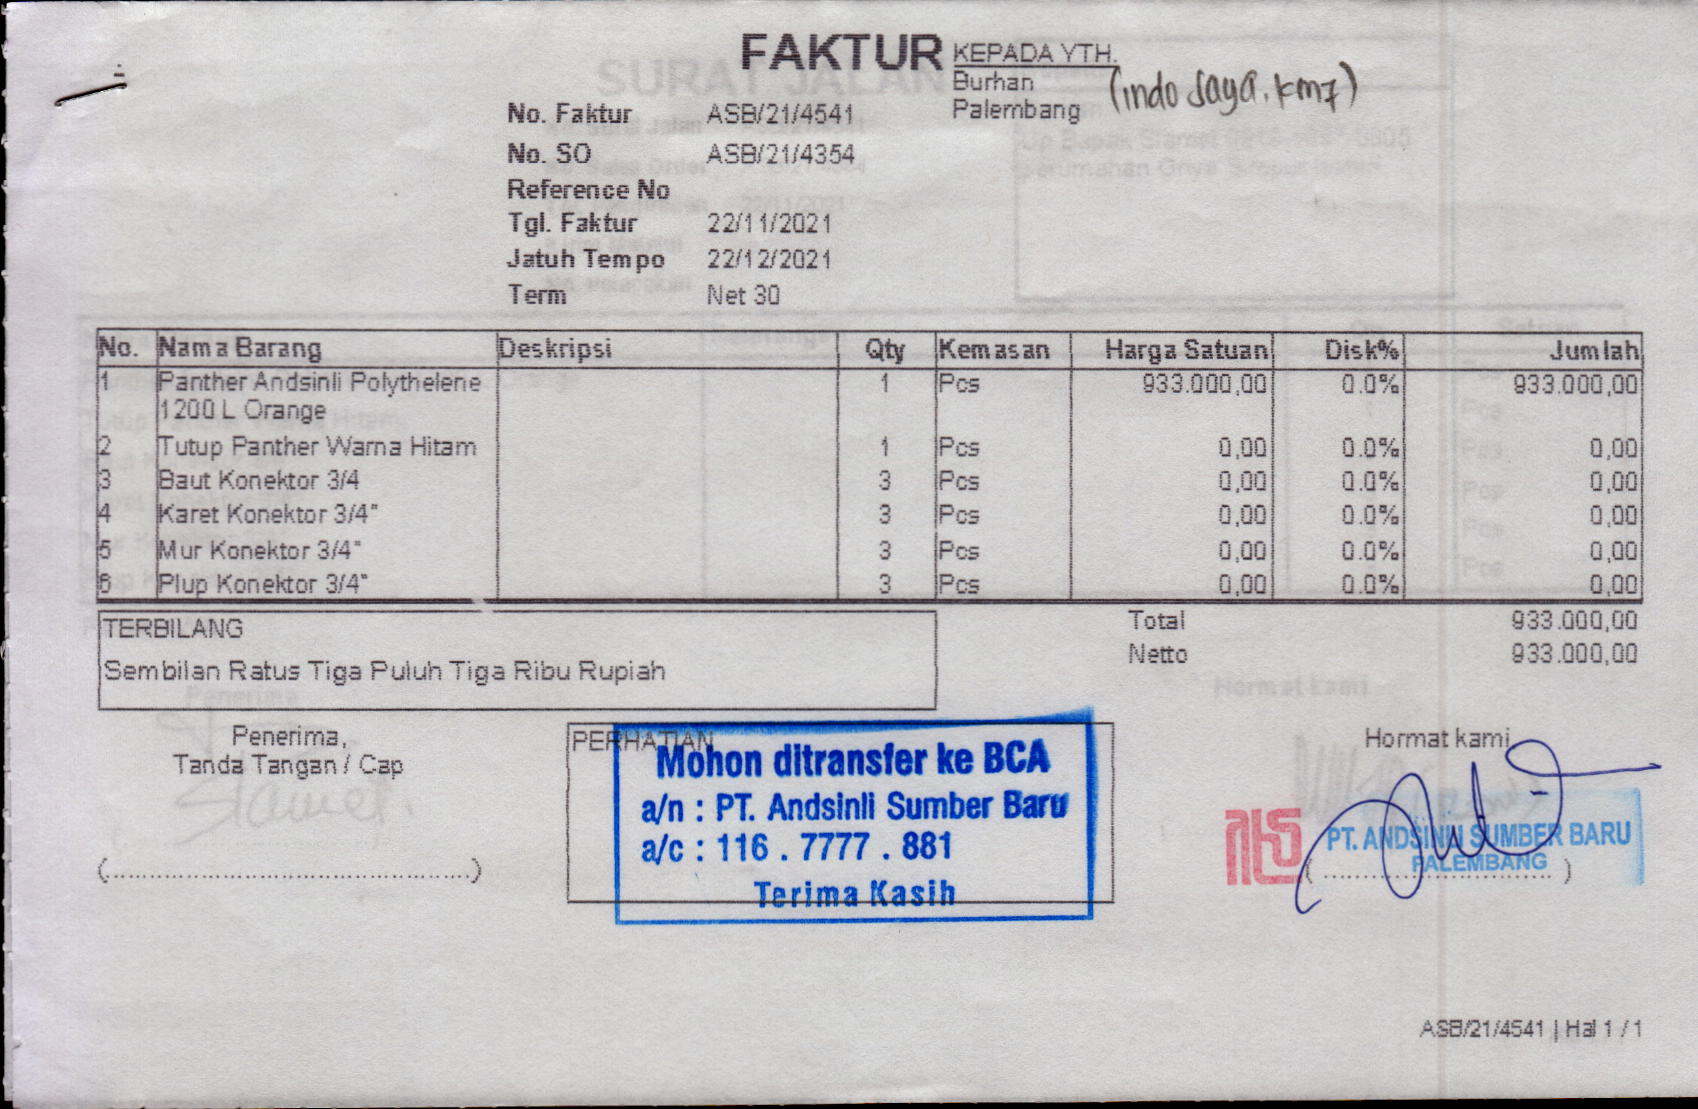 FAKTUR
KEPADA YTH.
Burhan
Palembang
(indo jaya. km7)
No. Faktur ASB/21/4541
No. SO ASB/21/4354
Reference No
Tgl. Faktur 22/11/2021
Jatuh Tempo 22/12/2021
Term Net 30
No. Nama Barang Deskripsi Qty Kemasan Harga Satuan Disk% Jumlah
1 Panther Andsinli Polythelene 1 Pcs 933.000,00 0.0% 933.000,00
1200 L Orange
2 Tutup Panther Warna Hitam 1 Pcs 0,00 0.0% 0,00
3 Baut Konektor 3/4 3 Pcs 0,00 0.0% 0,00
4 Karet Konektor 3/4" 3 Pcs 0,00 0.0% 0,00
5 Mur Konektor 3/4" 3 Pcs 0,00 0.0% 0,00
6 Plup Konektor 3/4" 3 Pcs 0,00 0.0% 0,00
TERBILANG
Sembilan Ratus Tiga Puluh Tiga Ribu Rupiah
Total 933.000,00
Netto 933.000,00
Penerima,
Tanda Tangan / Cap
Slamet.
PERHATIAN
Mohon ditransfer ke BCA
a/n : PT. Andsinli Sumber Baru
a/c : 116 . 7777 . 881
Terima Kasih
Hormat kami
PT. ANDSINLI SUMBER BARU
PALEMBANG
ASB/21/4541 | Hal 1 / 1